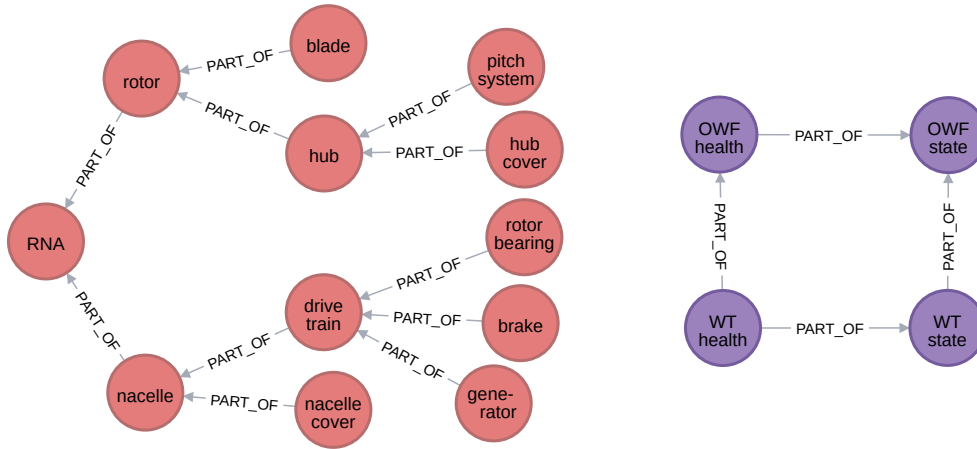 blade
PART_OF
rotor
pitch
system
PART_OF
PART_OF
hub
PART_OF
hub
cover
PART_OF
RNA
rotor
bearing
PART_OF
drive
train
PART_OF
brake
PART_OF
PART_OF
PART_OF
nacelle
PART_OF
nacelle
cover
gene-
rator
OWF
health
PART_OF
OWF
state
PART_OF
PART_OF
WT
health
PART_OF
WT
state